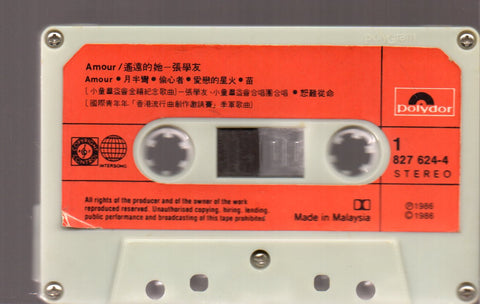 polygram
Amour/遙遠的她—張學友
Amour•月半彎•偷心者•愛戀的星火•苗
〔小童羣益會金禧紀念歌曲〕—張學友、小童羣益會合唱團合唱•想難從命
〔國際青年年「香港流行曲創作邀請賽」季軍歌曲〕
polydor
1
827 624-4
STEREO
INTERSONG
All rights of the producer and of the owner of the work
reproduced reserved. Unauthorised copying, hiring, lending,
public performance and broadcasting of this tape prohibited.
Made in Malaysia
Ⓟ1986
©1986